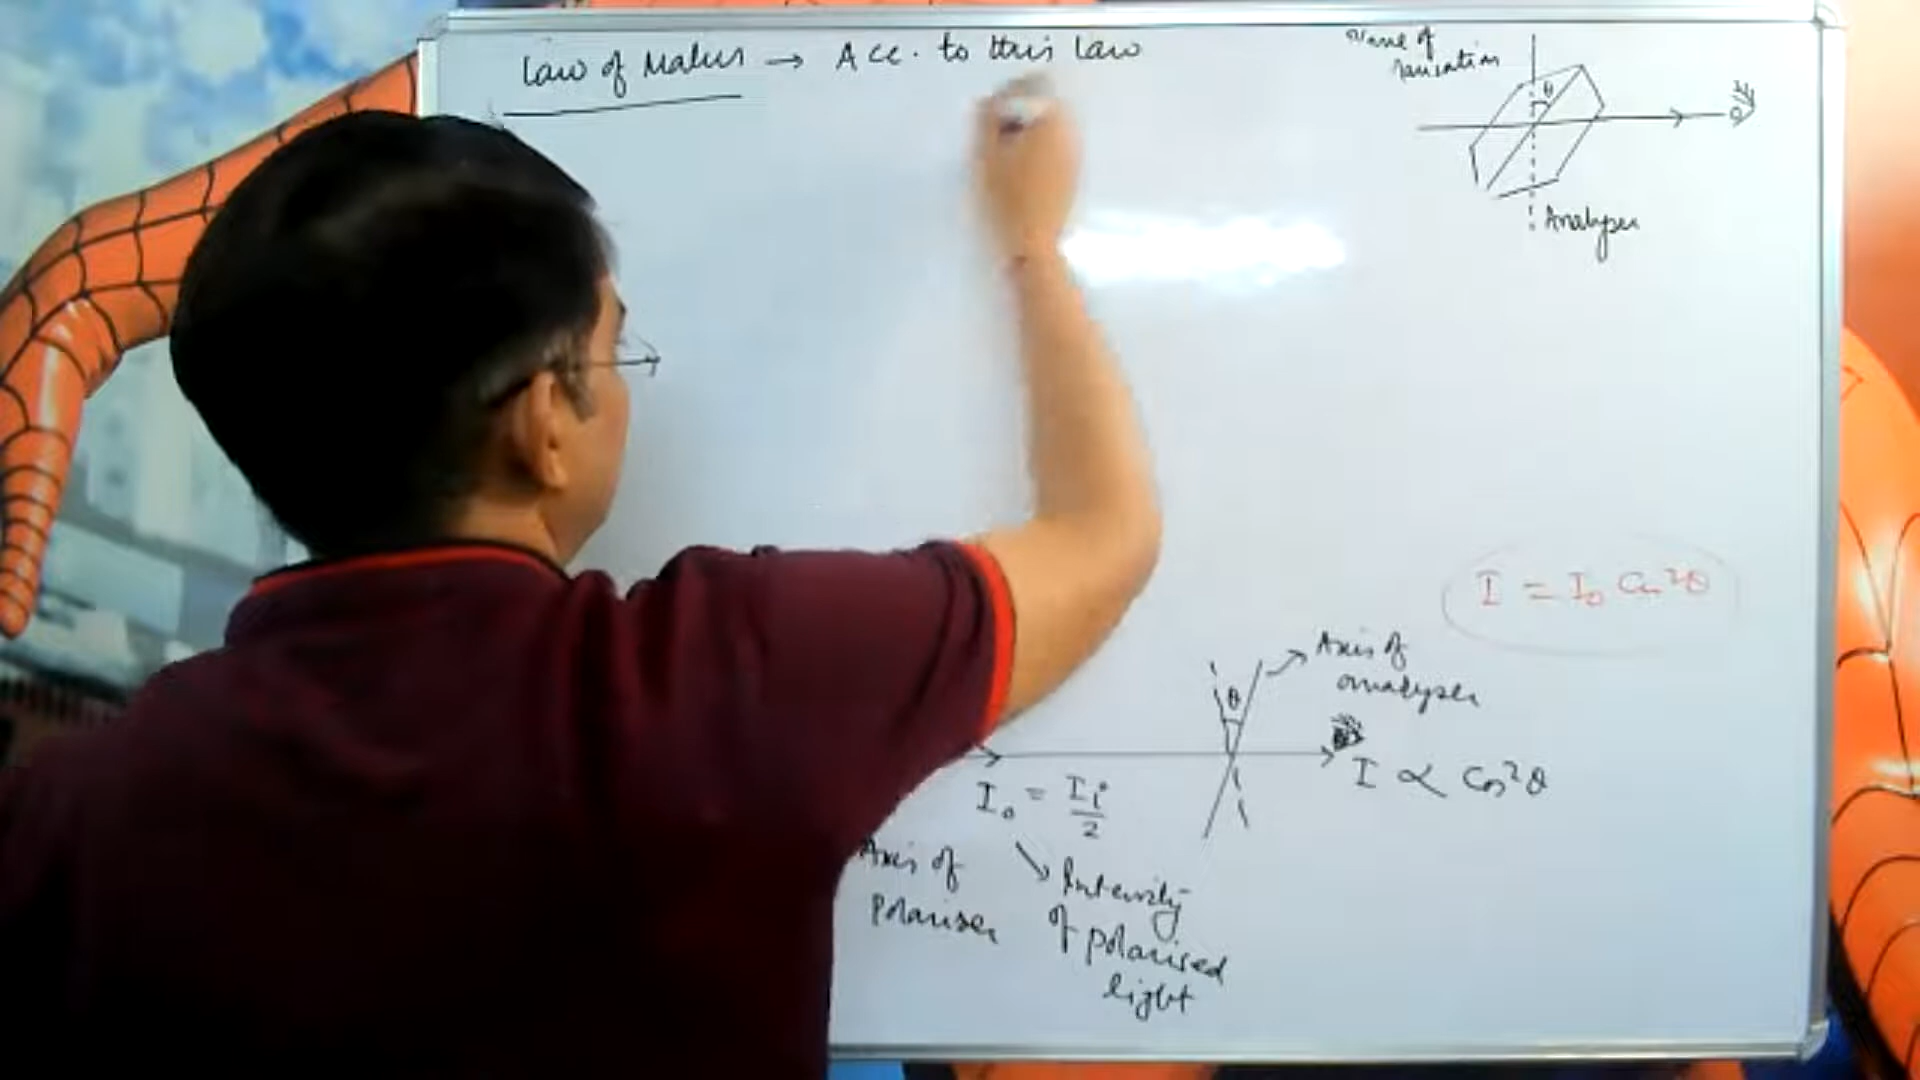 Law of Malus → Acc. to this law
Plane of
θ
Analyser
I = I₀ Cos²θ
Axis of
analyser
θ
I ∝ Cos²θ
I₀ = Iᵢ/2
Axis of
Polariser
Intensity
of polarised
light